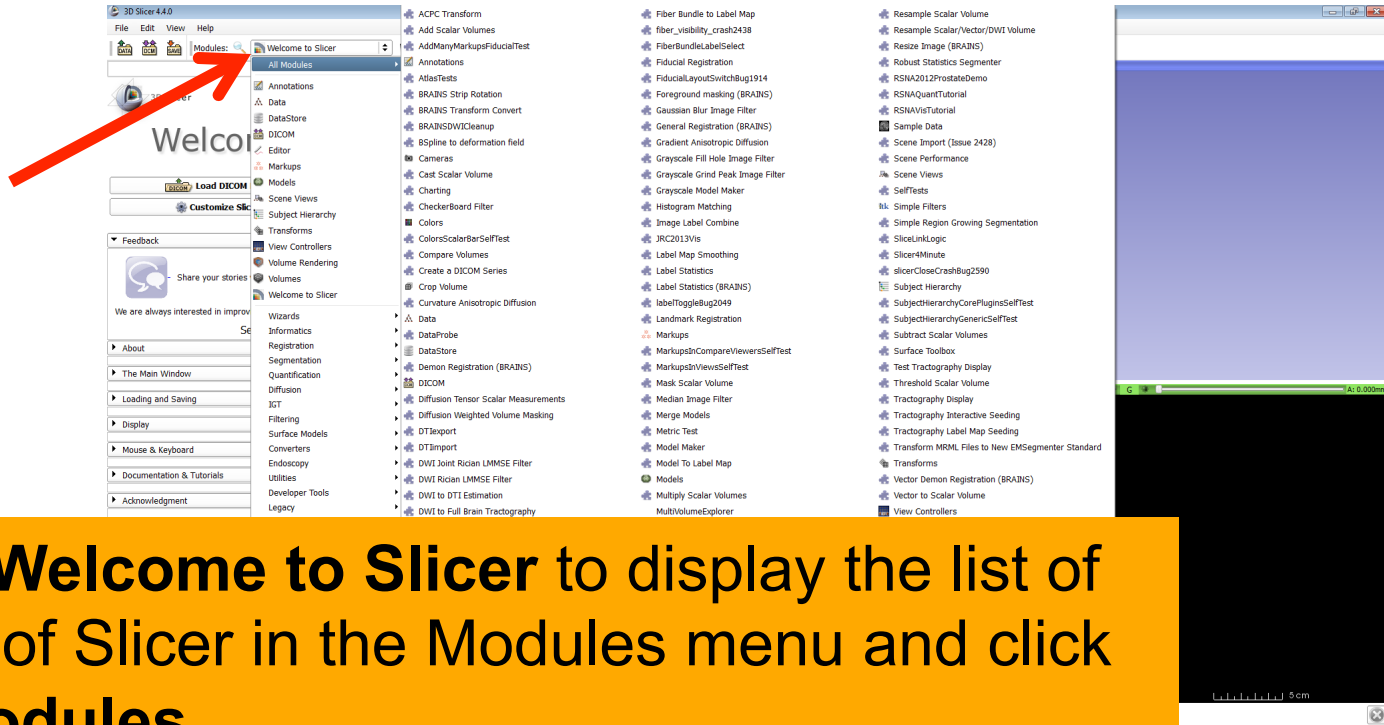 3D Slicer 4.4.0
File Edit View Help
DATA DCM SAVE Modules: Welcome to Slicer
3D Slicer
Welco
DICOM Load DICOM
Customize Slic
Feedback
Share your stories
We are always interested in improv
Se
About
The Main Window
Loading and Saving
Display
Mouse & Keyboard
Documentation & Tutorials
Acknowledgment
All Modules
Annotations
Data
DataStore
DICOM
Editor
Markups
Models
Scene Views
Subject Hierarchy
Transforms
View Controllers
Volume Rendering
Volumes
Welcome to Slicer
Wizards
Informatics
Registration
Segmentation
Quantification
Diffusion
IGT
Filtering
Surface Models
Converters
Endoscopy
Utilities
Developer Tools
Legacy
ACPC Transform
Add Scalar Volumes
AddManyMarkupsFiducialTest
Annotations
AtlasTests
BRAINS Strip Rotation
BRAINS Transform Convert
BRAINSDWICleanup
BSpline to deformation field
Cameras
Cast Scalar Volume
Charting
CheckerBoard Filter
Colors
ColorsScalarBarSelfTest
Compare Volumes
Create a DICOM Series
Crop Volume
Curvature Anisotropic Diffusion
Data
DataProbe
DataStore
Demon Registration (BRAINS)
DICOM
Diffusion Tensor Scalar Measurements
Diffusion Weighted Volume Masking
DTIexport
DTIimport
DWI Joint Rician LMMSE Filter
DWI Rician LMMSE Filter
DWI to DTI Estimation
DWI to Full Brain Tractography
Fiber Bundle to Label Map
fiber_visibility_crash2438
FiberBundleLabelSelect
Fiducial Registration
FiducialLayoutSwitchBug1914
Foreground masking (BRAINS)
Gaussian Blur Image Filter
General Registration (BRAINS)
Gradient Anisotropic Diffusion
Grayscale Fill Hole Image Filter
Grayscale Grind Peak Image Filter
Grayscale Model Maker
Histogram Matching
Image Label Combine
JRC2013Vis
Label Map Smoothing
Label Statistics
Label Statistics (BRAINS)
labelToggleBug2049
Landmark Registration
Markups
MarkupsInCompareViewersSelfTest
MarkupsInViewsSelfTest
Mask Scalar Volume
Median Image Filter
Merge Models
Metric Test
Model Maker
Model To Label Map
Models
Multiply Scalar Volumes
MultiVolumeExplorer
Resample Scalar Volume
Resample Scalar/Vector/DWI Volume
Resize Image (BRAINS)
Robust Statistics Segmenter
RSNA2012ProstateDemo
RSNAQuantTutorial
RSNAVisTutorial
Sample Data
Scene Import (Issue 2428)
Scene Performance
Scene Views
SelfTests
Itk Simple Filters
Simple Region Growing Segmentation
SliceLinkLogic
Slicer4Minute
slicerCloseCrashBug2590
Subject Hierarchy
SubjectHierarchyCorePluginsSelfTest
SubjectHierarchyGenericSelfTest
Subtract Scalar Volumes
Surface Toolbox
Test Tractography Display
Threshold Scalar Volume
Tractography Display
Tractography Interactive Seeding
Tractography Label Map Seeding
Transform MRML Files to New EMSegmenter Standard
Transforms
Vector Demon Registration (BRAINS)
Vector to Scalar Volume
View Controllers
G A: 0.000mm
5 cm
Welcome to Slicer to display the list of
of Slicer in the Modules menu and click
odules